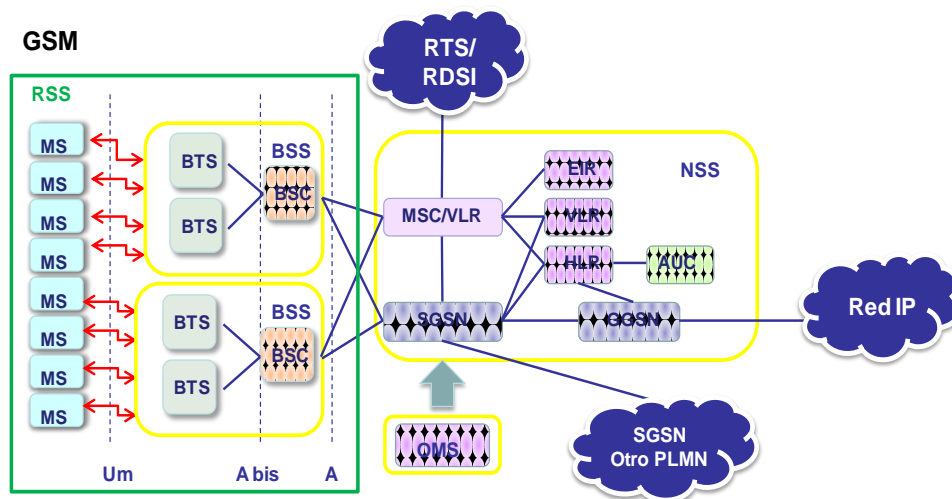 GSM
RTS/
RDSI
RSS
MS
MS
MS
MS
MS
MS
MS
MS
BTS
BTS
BSS
BSC
BTS
BTS
BSS
BSC
NSS
MSC/VLR
EIR
VLR
HLR
AUC
SGSN
GGSN
Red IP
OMS
SGSN
Otro PLMN
Um
A bis
A